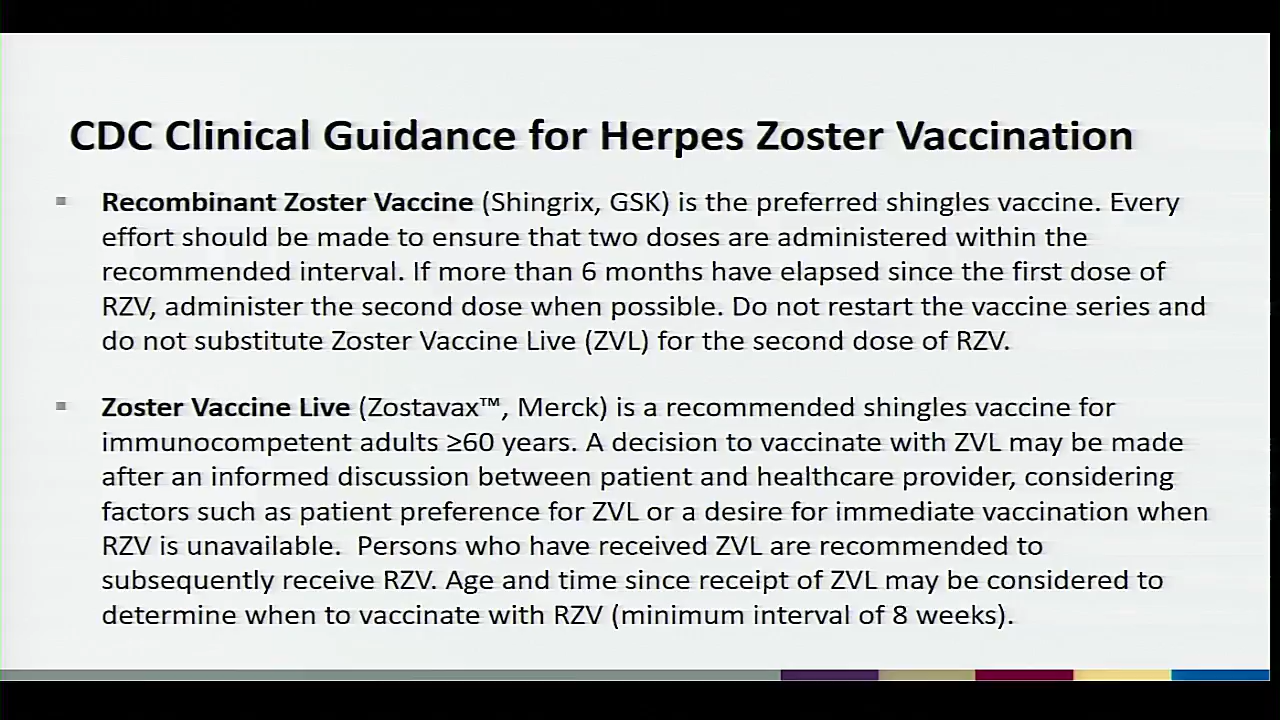 CDC Clinical Guidance for Herpes Zoster Vaccination
Recombinant Zoster Vaccine (Shingrix, GSK) is the preferred shingles vaccine. Every
effort should be made to ensure that two doses are administered within the
recommended interval. If more than 6 months have elapsed since the first dose of
RZV, administer the second dose when possible. Do not restart the vaccine series and
do not substitute Zoster Vaccine Live (ZVL) for the second dose of RZV.
Zoster Vaccine Live (Zostavax™, Merck) is a recommended shingles vaccine for
immunocompetent adults ≥60 years. A decision to vaccinate with ZVL may be made
after an informed discussion between patient and healthcare provider, considering
factors such as patient preference for ZVL or a desire for immediate vaccination when
RZV is unavailable.  Persons who have received ZVL are recommended to
subsequently receive RZV. Age and time since receipt of ZVL may be considered to
determine when to vaccinate with RZV (minimum interval of 8 weeks).